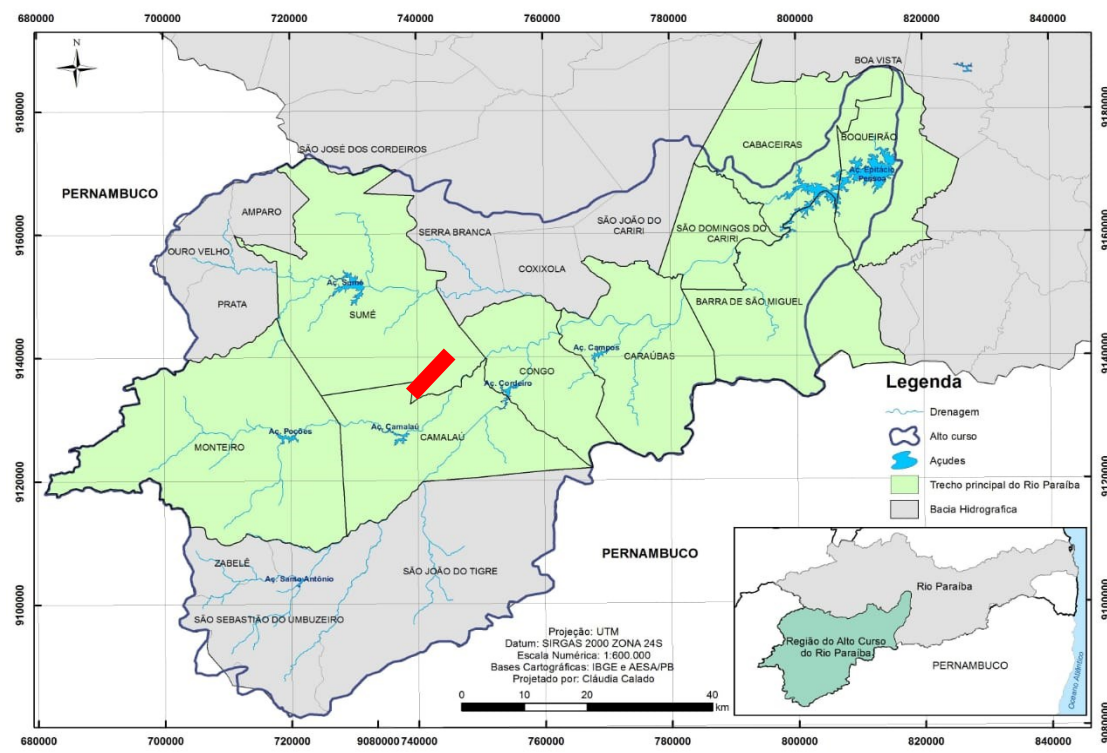 680000 700000 720000 740000 760000 780000 800000 820000 840000
N
BOA VISTA
9180000
9180000
CABACEIRAS
BOQUEIRÃO
SÃO JOSÉ DOS CORDEIROS
Aç. Epitácio
Pessoa
PERNAMBUCO
AMPARO
SÃO JOÃO DO
CARIRI
SERRA BRANCA
SÃO DOMINGOS DO
CARIRI
9160000
9160000
OURO VELHO
COXIXOLA
Aç. Sumé
PRATA
SUMÉ
BARRA DE SÃO MIGUEL
9140000
9140000
Aç. Campos
CARAÚBAS
CONGO
Aç. Cordeiro
Legenda
Drenagem
Alto curso
Açudes
Trecho principal do Rio Paraíba
Bacia Hidrografica
Aç. Poções
Aç. Camalaú
MONTEIRO
CAMALAÚ
9120000
9120000
PERNAMBUCO
ZABELÊ
Aç. Santo Antônio
SÃO JOÃO DO TIGRE
9100000
9100000
SÃO SEBASTIÃO DO UMBUZEIRO
Projeção: UTM
Datum: SIRGAS 2000 ZONA 24S
Escala Numérica: 1:600.000
Bases Cartográficas: IBGE e AESA/PB
Projetado por: Cláudia Calado
0 10 20 40
km
Rio Paraíba
Região do Alto Curso
do Rio Paraíba
PERNAMBUCO
Oceano Atlântico
9080000
680000 700000 720000 9080000 740000 760000 780000 800000 820000 840000